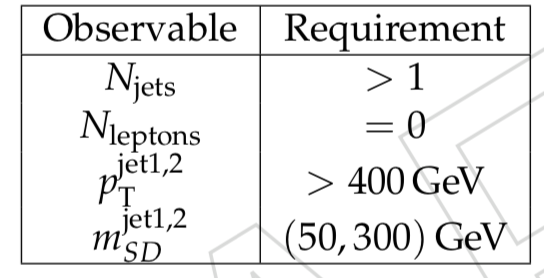 Observable Requirement
N_jets > 1
N_leptons = 0
p_T^jet1,2 > 400 GeV
m_SD^jet1,2 (50, 300) GeV